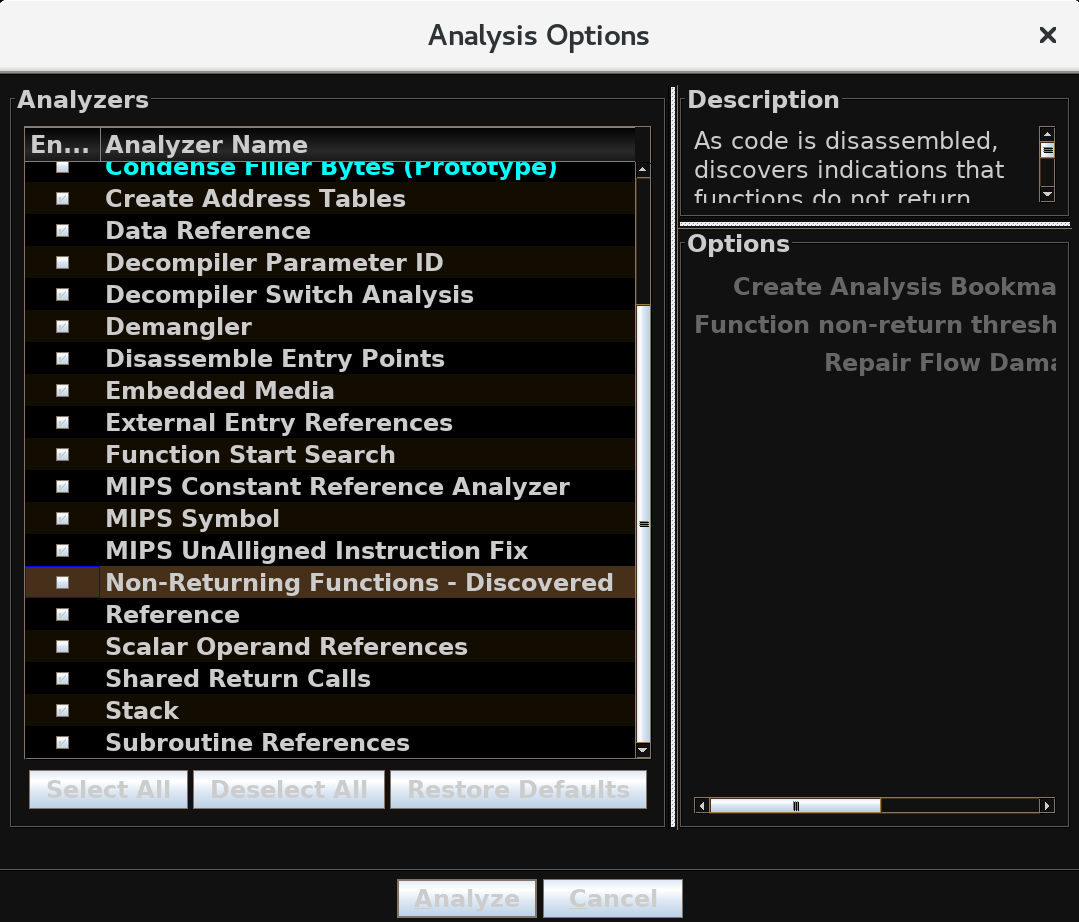 Analysis Options
Analyzers
En... Analyzer Name
Condense Filler Bytes (Prototype)
Create Address Tables
Data Reference
Decompiler Parameter ID
Decompiler Switch Analysis
Demangler
Disassemble Entry Points
Embedded Media
External Entry References
Function Start Search
MIPS Constant Reference Analyzer
MIPS Symbol
MIPS UnAlligned Instruction Fix
Non-Returning Functions - Discovered
Reference
Scalar Operand References
Shared Return Calls
Stack
Subroutine References
Select All Deselect All Restore Defaults
Description
As code is disassembled,
discovers indications that
functions do not return
Options
Create Analysis Bookma
Function non-return thresh
Repair Flow Dama
Analyze Cancel